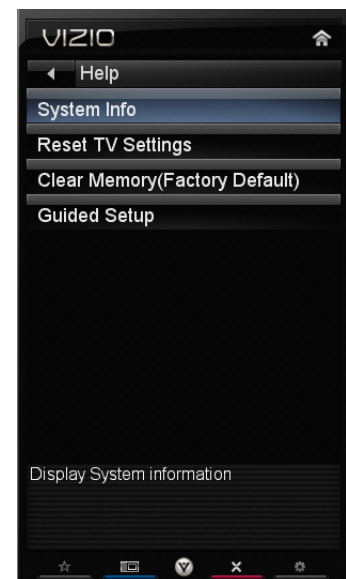 VIZIO
Help
System Info
Reset TV Settings
Clear Memory(Factory Default)
Guided Setup
Display System information
V